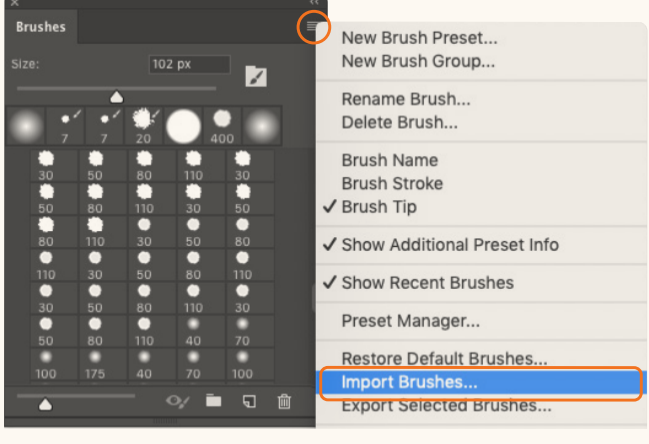 Brushes
Size: 102 px
7 7 20 400
30 50 80 110 30
50 80 110 30 50
80 110 30 50 80
110 30 50 80 110
30 50 80 110 30
50 80 110 40 70
100 175 40 70 100
New Brush Preset...
New Brush Group...
Rename Brush...
Delete Brush...
Brush Name
Brush Stroke
✓ Brush Tip
✓ Show Additional Preset Info
✓ Show Recent Brushes
Preset Manager...
Restore Default Brushes...
Import Brushes...
Export Selected Brushes...